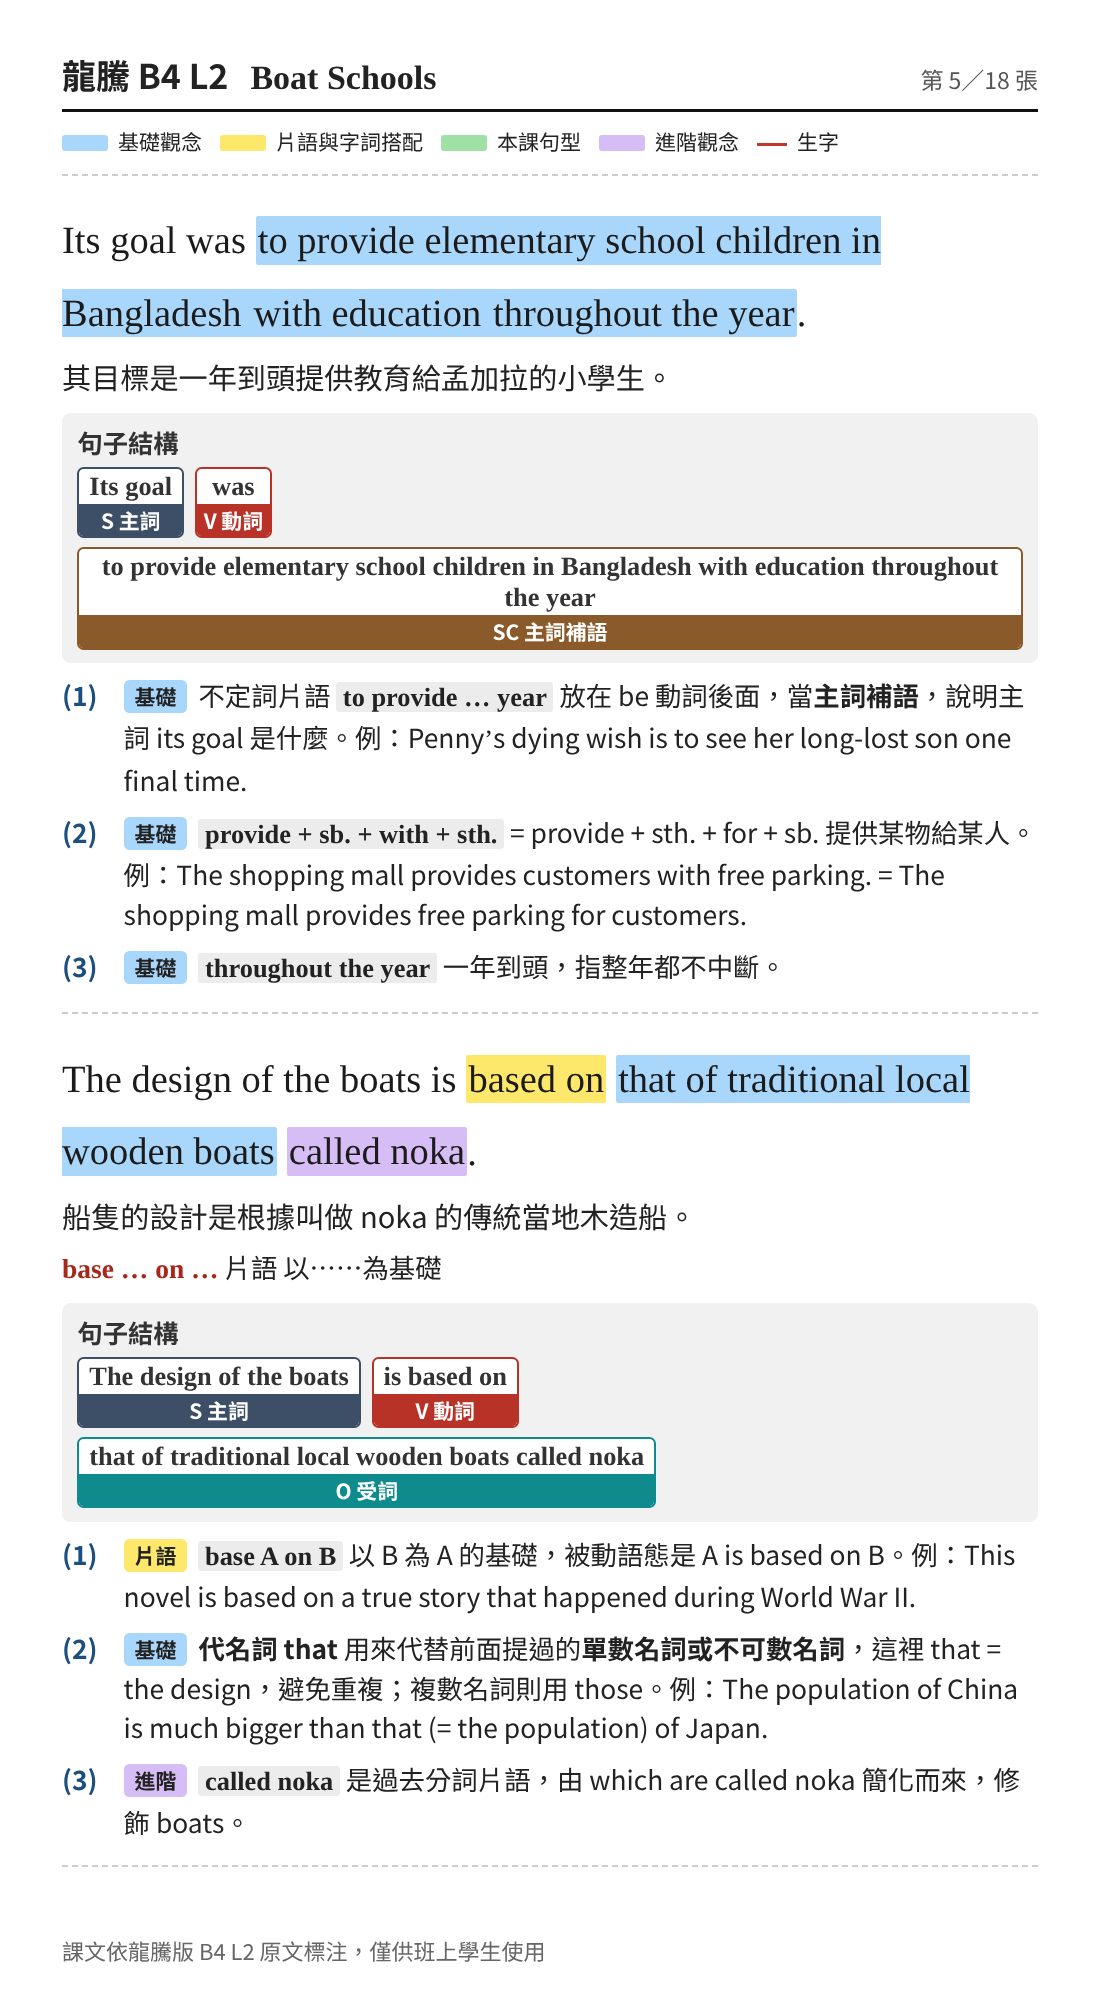 龍騰 B4 L2 Boat Schools
第 5／18 張
基礎觀念 片語與字詞搭配 本課句型 進階觀念 生字
Its goal was to provide elementary school children in
Bangladesh with education throughout the year.
其目標是一年到頭提供教育給孟加拉的小學生。
句子結構
Its goal was
S 主詞 V 動詞
to provide elementary school children in Bangladesh with education throughout
the year
SC 主詞補語
(1) 基礎 不定詞片語 to provide … year 放在 be 動詞後面，當主詞補語，說明主
詞 its goal 是什麼。例：Penny’s dying wish is to see her long-lost son one
final time.
(2) 基礎 provide + sb. + with + sth. = provide + sth. + for + sb. 提供某物給某人。
例：The shopping mall provides customers with free parking. = The
shopping mall provides free parking for customers.
(3) 基礎 throughout the year 一年到頭，指整年都不中斷。
The design of the boats is based on that of traditional local
wooden boats called noka.
船隻的設計是根據叫做 noka 的傳統當地木造船。
base … on … 片語 以……為基礎
句子結構
The design of the boats is based on
S 主詞 V 動詞
that of traditional local wooden boats called noka
O 受詞
(1) 片語 base A on B 以 B 為 A 的基礎，被動語態是 A is based on B。例：This
novel is based on a true story that happened during World War II.
(2) 基礎 代名詞 that 用來代替前面提過的單數名詞或不可數名詞，這裡 that =
the design，避免重複；複數名詞則用 those。例：The population of China
is much bigger than that (= the population) of Japan.
(3) 進階 called noka 是過去分詞片語，由 which are called noka 簡化而來，修
飾 boats。
課文依龍騰版 B4 L2 原文標注，僅供班上學生使用